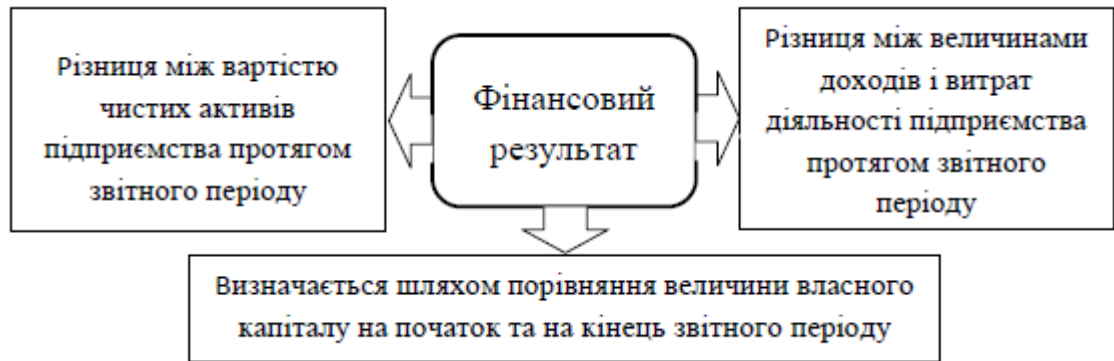 Різниця між вартістю
чистих активів
підприємства протягом
звітного періоду
Фінансовий
результат
Різниця між величинами
доходів і витрат
діяльності підприємства
протягом звітного
періоду
Визначається шляхом порівняння величини власного
капіталу на початок та на кінець звітного періоду